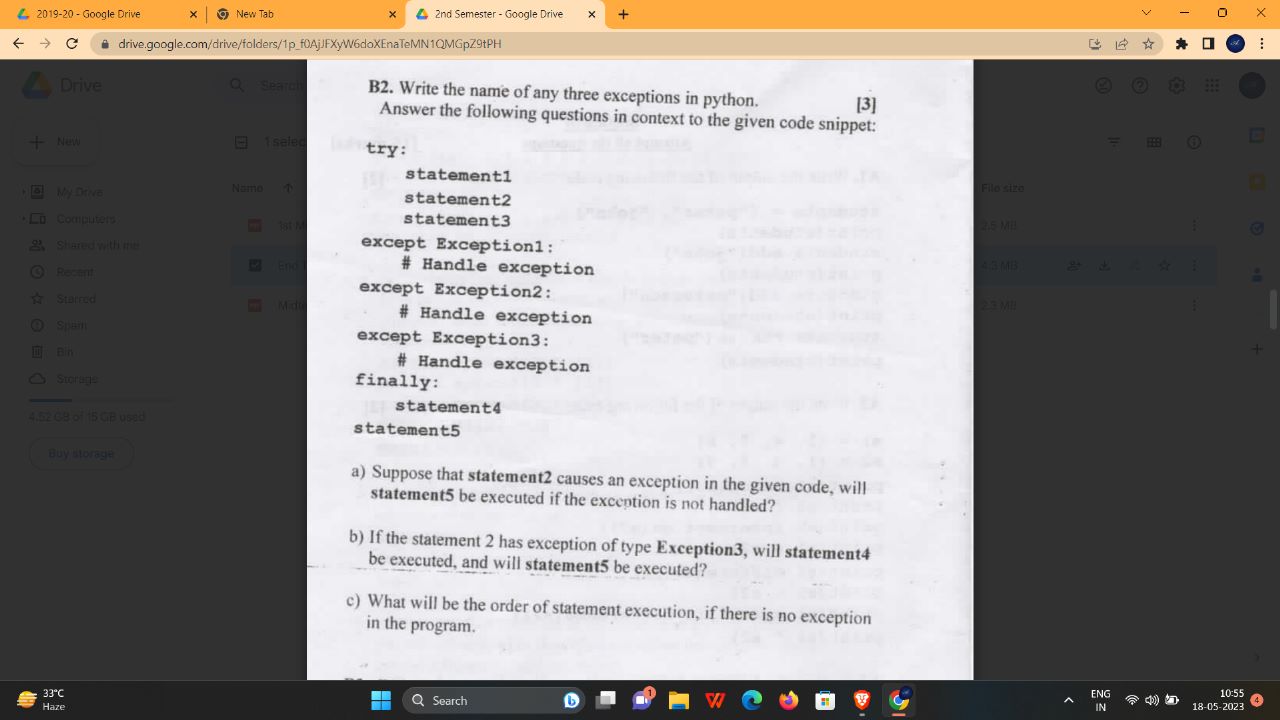 2019-20 - Google Drive
New Tab
2nd Semester - Google Drive
drive.google.com/drive/folders/1p_f0AjJFXyW6doXEnaTeMN1QMGpZ9tPH
Drive
Search
New
1 selec
My Drive
Computers
Shared with me
Recent
Starred
Spam
Bin
Storage
4.52 GB of 15 GB used
Buy storage
Name
File size
1st M
2.5 MB
End
4.3 MB
2.3 MB
B2. Write the name of any three exceptions in python. [3]
Answer the following questions in context to the given code snippet:
try:
statement1
statement2
statement3
except Exception1:
# Handle exception
except Exception2:
# Handle exception
except Exception3:
# Handle exception
finally:
statement4
statement5
a) Suppose that statement2 causes an exception in the given code, will
statement5 be executed if the exception is not handled?
b) If the statement 2 has exception of type Exception3, will statement4
be executed, and will statement5 be executed?
c) What will be the order of statement execution, if there is no exception
in the program.
33°C
Haze
Search
1
ENG
IN
10:55
18-05-2023
4